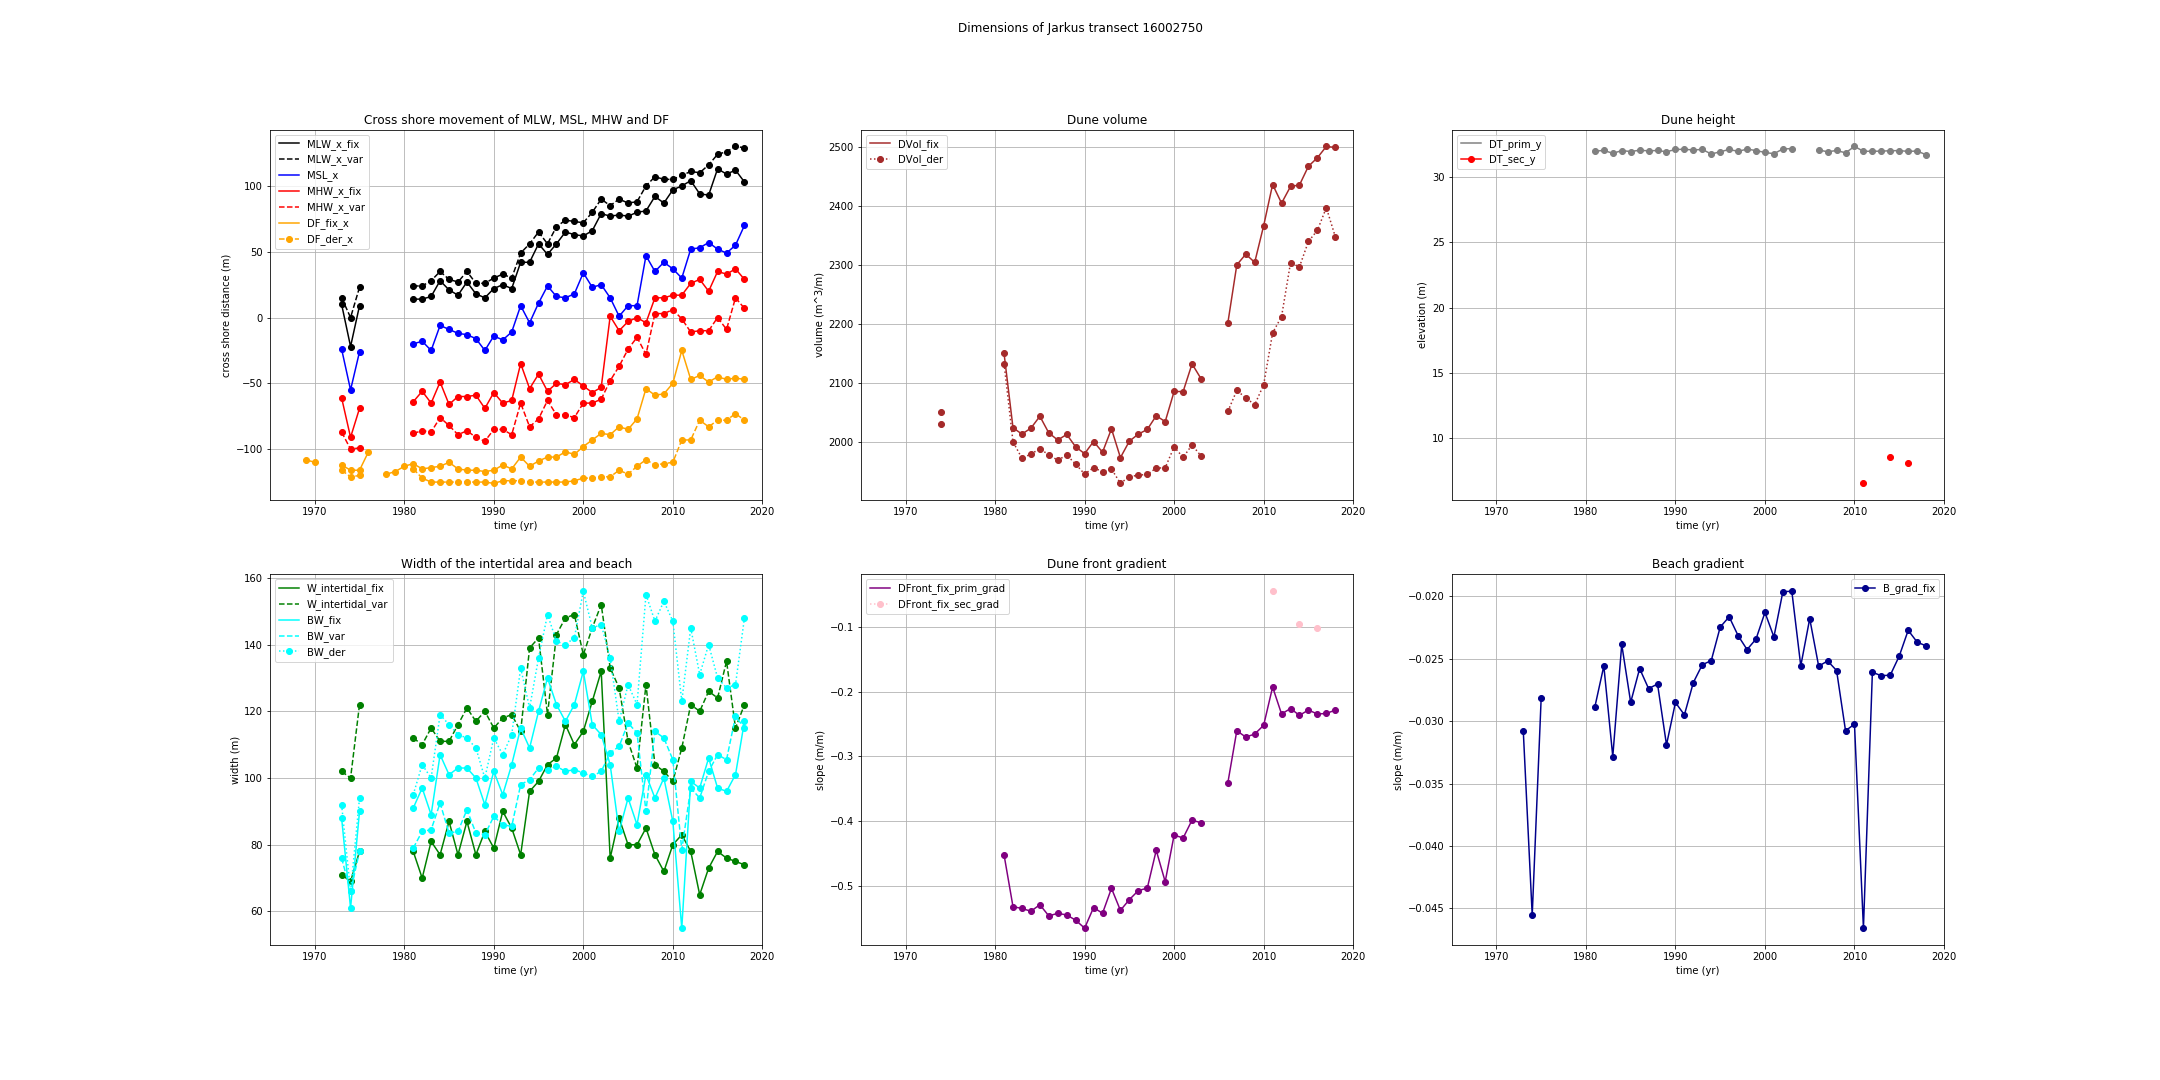 Dimensions of Jarkus transect 16002750
Cross shore movement of MLW, MSL, MHW and DF
MLW_x_fix
MLW_x_var
MSL_x
MHW_x_fix
MHW_x_var
DF_fix_x
DF_der_x
100
50
0
−50
−100
cross shore distance (m)
1970 1980 1990 2000 2010 2020
time (yr)
Dune volume
DVol_fix
DVol_der
2500
2400
2300
2200
2100
2000
volume (m^3/m)
1970 1980 1990 2000 2010 2020
time (yr)
Dune height
DT_prim_y
DT_sec_y
30
25
20
15
10
elevation (m)
1970 1980 1990 2000 2010 2020
time (yr)
Width of the intertidal area and beach
W_intertidal_fix
W_intertidal_var
BW_fix
BW_var
BW_der
160
140
120
100
80
60
width (m)
1970 1980 1990 2000 2010 2020
time (yr)
Dune front gradient
DFront_fix_prim_grad
DFront_fix_sec_grad
−0.1
−0.2
−0.3
−0.4
−0.5
slope (m/m)
1970 1980 1990 2000 2010 2020
time (yr)
Beach gradient
B_grad_fix
−0.020
−0.025
−0.030
−0.035
−0.040
−0.045
slope (m/m)
1970 1980 1990 2000 2010 2020
time (yr)